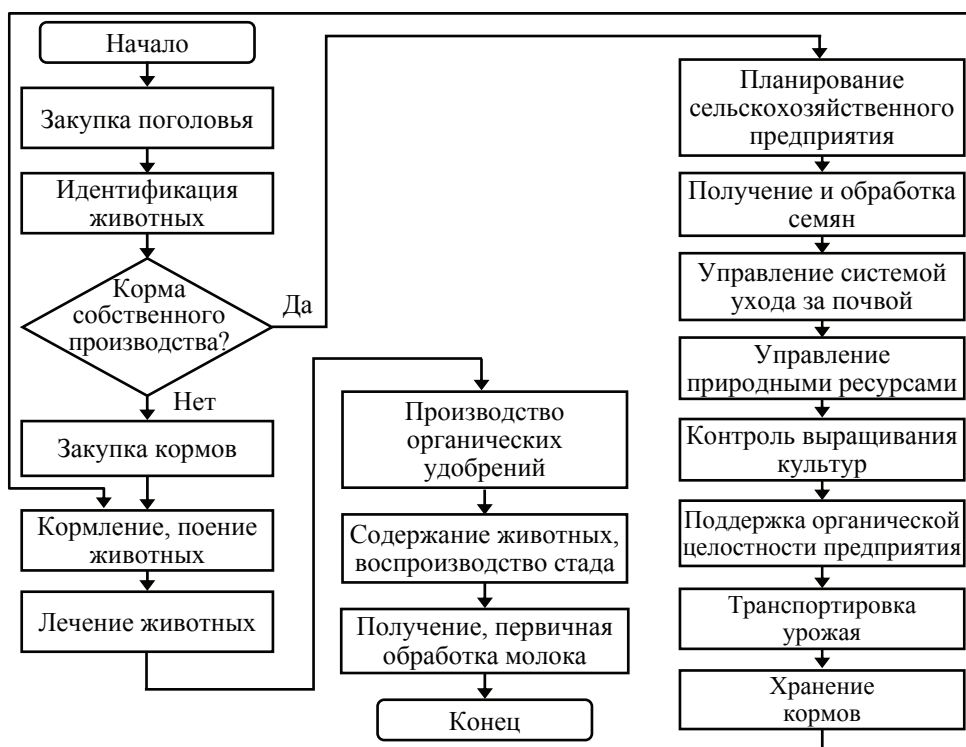 Начало
Закупка поголовья
Идентификация
животных
Корма
собственного
производства?
Да
Нет
Закупка кормов
Кормление, поение
животных
Лечение животных
Производство
органических
удобрений
Содержание животных,
воспроизводство стада
Получение, первичная
обработка молока
Конец
Планирование
сельскохозяйственного
предприятия
Получение и обработка
семян
Управление системой
ухода за почвой
Управление
природными ресурсами
Контроль выращивания
культур
Поддержка органической
целостности предприятия
Транспортировка
урожая
Хранение
кормов